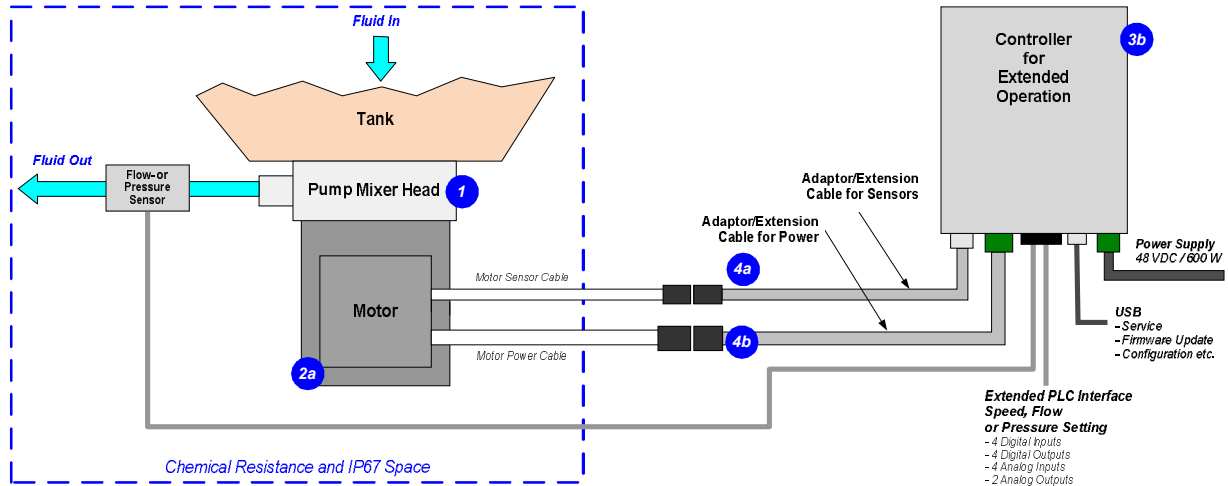 Fluid In
Tank
Fluid Out
Flow-or
Pressure
Sensor
Pump Mixer Head
1
Motor
2a
Motor Sensor Cable
Motor Power Cable
Chemical Resistance and IP67 Space
Controller
for
Extended
Operation
3b
Adaptor/Extension
Cable for Sensors
Adaptor/Extension
Cable for Power
4a
4b
Power Supply
48 VDC / 600 W
USB
– Service
– Firmware Update
– Configuration etc.
Extended PLC Interface
Speed, Flow
or Pressure Setting
– 4 Digital Inputs
– 4 Digital Outputs
– 4 Analog Inputs
– 2 Analog Outputs